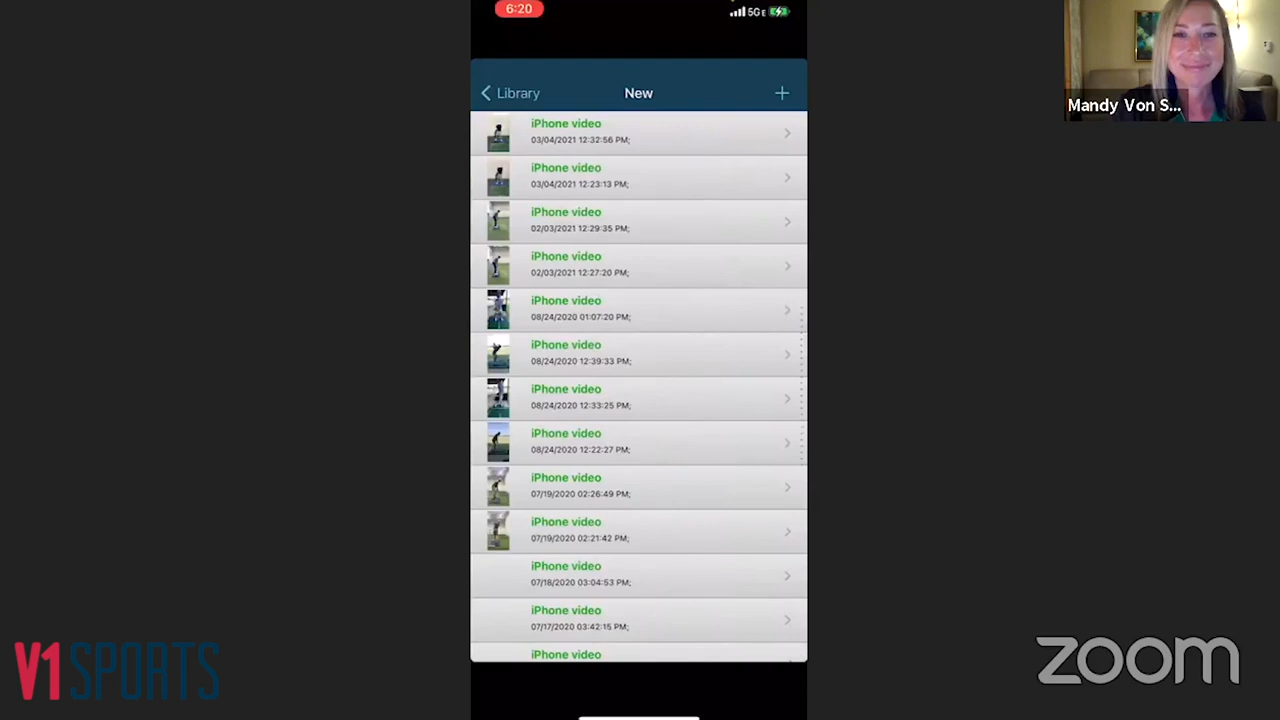 6:20
5GE
Library
New
+
iPhone video
03/04/2021 12:32:56 PM;
iPhone video
03/04/2021 12:23:13 PM;
iPhone video
02/03/2021 12:29:35 PM;
iPhone video
02/03/2021 12:27:20 PM;
iPhone video
08/24/2020 01:07:20 PM;
iPhone video
08/24/2020 12:39:33 PM;
iPhone video
08/24/2020 12:33:25 PM;
iPhone video
08/24/2020 12:22:27 PM;
iPhone video
07/19/2020 02:26:49 PM;
iPhone video
07/19/2020 02:21:42 PM;
iPhone video
07/18/2020 03:04:53 PM;
iPhone video
07/17/2020 03:42:15 PM;
iPhone video
Mandy Von S...
V1 SPORTS
zoom